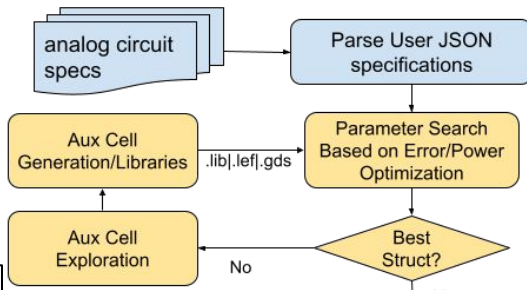 analog circuit
specs
Parse User JSON
specifications
Aux Cell
Generation/Libraries
.lib|.lef|.gds
Parameter Search
Based on Error/Power
Optimization
Aux Cell
Exploration
No
Best
Struct?